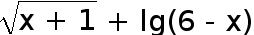 √(x + 1) + lg(6 - x)